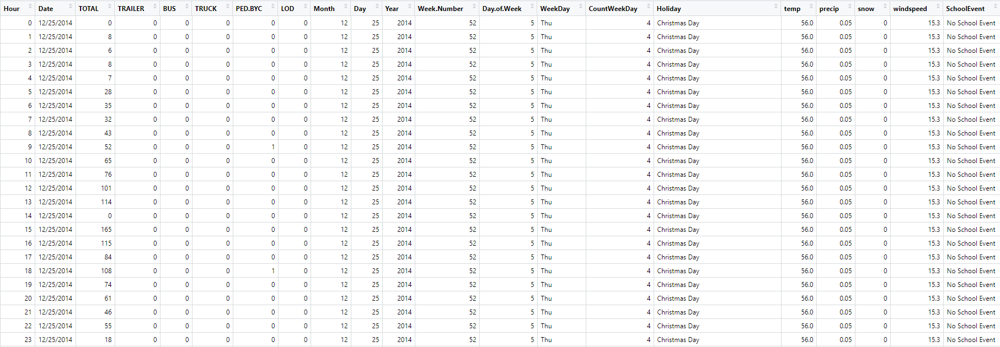 Hour Date TOTAL TRAILER BUS TRUCK PED.BYC LOD Month Day Year Week.Number Day.of.Week WeekDay CountWeekDay Holiday temp precip snow windspeed SchoolEvent
0 12/25/2014 0 0 0 0 0 0 12 25 2014 52 5 Thu 4 Christmas Day 56.0 0.05 0 15.3 No School Event
1 12/25/2014 8 0 0 0 0 0 12 25 2014 52 5 Thu 4 Christmas Day 56.0 0.05 0 15.3 No School Event
2 12/25/2014 6 0 0 0 0 0 12 25 2014 52 5 Thu 4 Christmas Day 56.0 0.05 0 15.3 No School Event
3 12/25/2014 8 0 0 0 0 0 12 25 2014 52 5 Thu 4 Christmas Day 56.0 0.05 0 15.3 No School Event
4 12/25/2014 7 0 0 0 0 0 12 25 2014 52 5 Thu 4 Christmas Day 56.0 0.05 0 15.3 No School Event
5 12/25/2014 28 0 0 0 0 0 12 25 2014 52 5 Thu 4 Christmas Day 56.0 0.05 0 15.3 No School Event
6 12/25/2014 35 0 0 0 0 0 12 25 2014 52 5 Thu 4 Christmas Day 56.0 0.05 0 15.3 No School Event
7 12/25/2014 32 0 0 0 0 0 12 25 2014 52 5 Thu 4 Christmas Day 56.0 0.05 0 15.3 No School Event
8 12/25/2014 43 0 0 0 0 0 12 25 2014 52 5 Thu 4 Christmas Day 56.0 0.05 0 15.3 No School Event
9 12/25/2014 52 0 0 0 1 0 12 25 2014 52 5 Thu 4 Christmas Day 56.0 0.05 0 15.3 No School Event
10 12/25/2014 65 0 0 0 0 0 12 25 2014 52 5 Thu 4 Christmas Day 56.0 0.05 0 15.3 No School Event
11 12/25/2014 76 0 0 0 0 0 12 25 2014 52 5 Thu 4 Christmas Day 56.0 0.05 0 15.3 No School Event
12 12/25/2014 101 0 0 0 0 0 12 25 2014 52 5 Thu 4 Christmas Day 56.0 0.05 0 15.3 No School Event
13 12/25/2014 114 0 0 0 0 0 12 25 2014 52 5 Thu 4 Christmas Day 56.0 0.05 0 15.3 No School Event
14 12/25/2014 0 0 0 0 0 0 12 25 2014 52 5 Thu 4 Christmas Day 56.0 0.05 0 15.3 No School Event
15 12/25/2014 165 0 0 0 0 0 12 25 2014 52 5 Thu 4 Christmas Day 56.0 0.05 0 15.3 No School Event
16 12/25/2014 115 0 0 0 0 0 12 25 2014 52 5 Thu 4 Christmas Day 56.0 0.05 0 15.3 No School Event
17 12/25/2014 84 0 0 0 0 0 12 25 2014 52 5 Thu 4 Christmas Day 56.0 0.05 0 15.3 No School Event
18 12/25/2014 108 0 0 0 1 0 12 25 2014 52 5 Thu 4 Christmas Day 56.0 0.05 0 15.3 No School Event
19 12/25/2014 74 0 0 0 0 0 12 25 2014 52 5 Thu 4 Christmas Day 56.0 0.05 0 15.3 No School Event
20 12/25/2014 61 0 0 0 0 0 12 25 2014 52 5 Thu 4 Christmas Day 56.0 0.05 0 15.3 No School Event
21 12/25/2014 46 0 0 0 0 0 12 25 2014 52 5 Thu 4 Christmas Day 56.0 0.05 0 15.3 No School Event
22 12/25/2014 55 0 0 0 0 0 12 25 2014 52 5 Thu 4 Christmas Day 56.0 0.05 0 15.3 No School Event
23 12/25/2014 18 0 0 0 0 0 12 25 2014 52 5 Thu 4 Christmas Day 56.0 0.05 0 15.3 No School Event